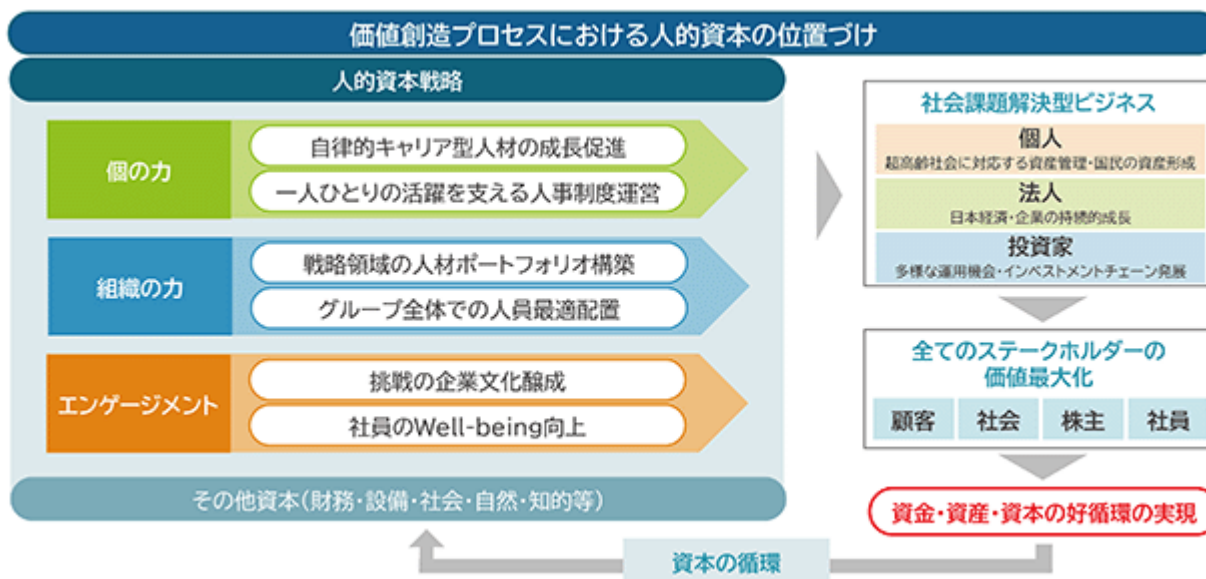 価値創造プロセスにおける人的資本の位置づけ
人的資本戦略
個の力
自律的キャリア型人材の成長促進
一人ひとりの活躍を支える人事制度運営
組織の力
戦略領域の人材ポートフォリオ構築
グループ全体での人員最適配置
エンゲージメント
挑戦の企業文化醸成
社員のWell-being向上
その他資本(財務・設備・社会・自然・知的等)
社会課題解決型ビジネス
個人
超高齢社会に対応する資産管理・国民の資産形成
法人
日本経済・企業の持続的成長
投資家
多様な運用機会・インベストメントチェーン発展
全てのステークホルダーの
価値最大化
顧客
社会
株主
社員
資金・資産・資本の好循環の実現
資本の循環